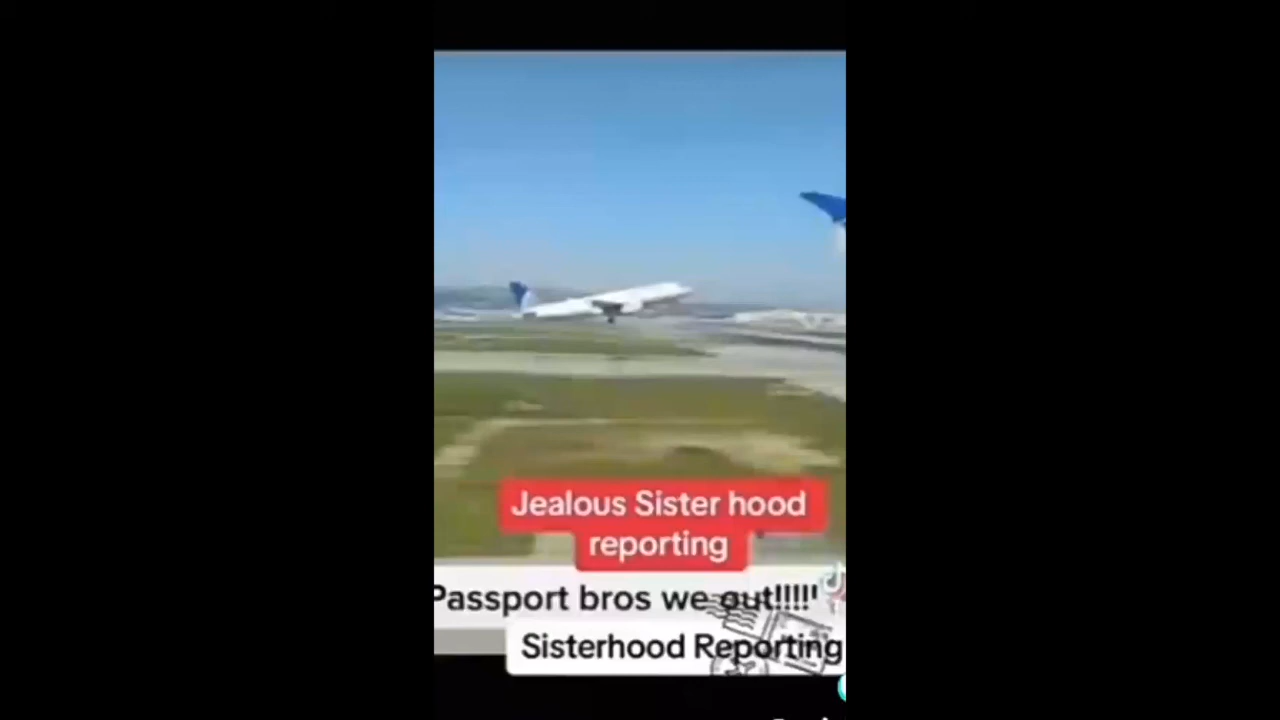 Jealous Sister hood
reporting
Passport bros we out!!!!'
Sisterhood Reporting